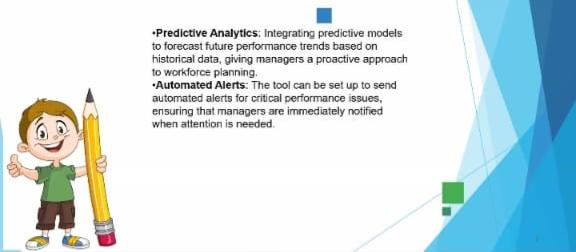 •Predictive Analytics: Integrating predictive models
to forecast future performance trends based on
historical data, giving managers a proactive approach
to workforce planning.
•Automated Alerts: The tool can be set up to send
automated alerts for critical performance issues,
ensuring that managers are immediately notified
when attention is needed.